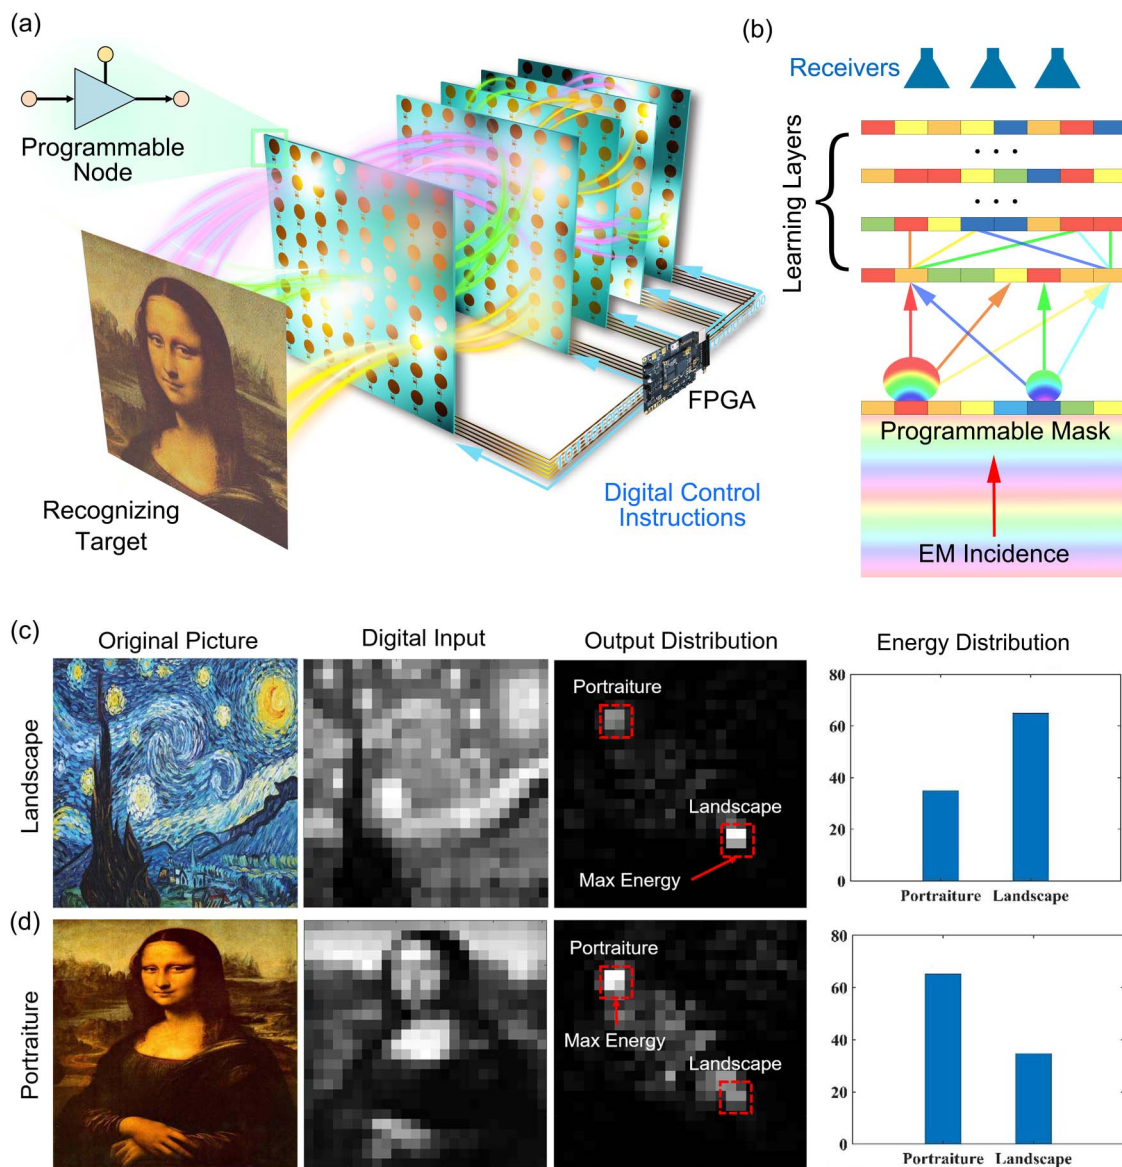 (a)
Programmable
Node
Recognizing
Target
FPGA
Digital Control
Instructions
(b)
Receivers
Learning Layers
. . .
. . .
Programmable Mask
EM Incidence
(c)
Original Picture
Digital Input
Output Distribution
Energy Distribution
Landscape
Portraiture
Landscape
Max Energy
80
60
40
20
0
Portraiture Landscape
(d)
Portraiture
Portraiture
Max Energy
Landscape
80
60
40
20
0
Portraiture Landscape